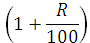 (1 + R/100)